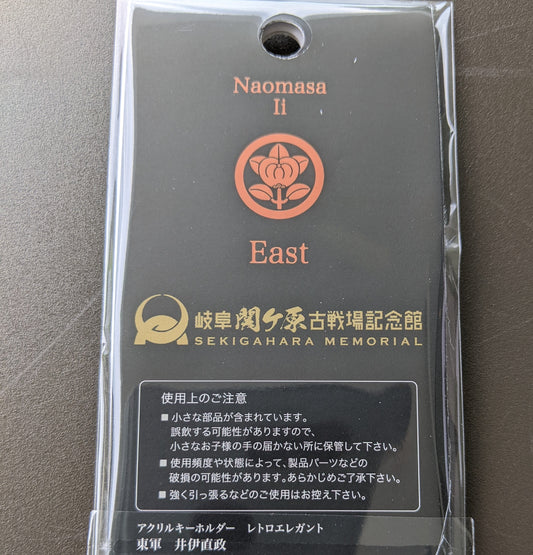 Naomasa
Ii
East
岐阜関ケ原古戦場記念館
SEKIGAHARA MEMORIAL
使用上のご注意
■ 小さな部品が含まれています。
誤飲する可能性がありますので、
小さなお子様の手の届かない所に保管して下さい。
■ 使用頻度や状態によって、製品パーツなどの
破損の可能性があります。あらかじめご了承下さい。
■ 強く引っ張るなどのご使用はお控え下さい。
アクリルキーホルダー　レトロエレガント
東軍　井伊直政